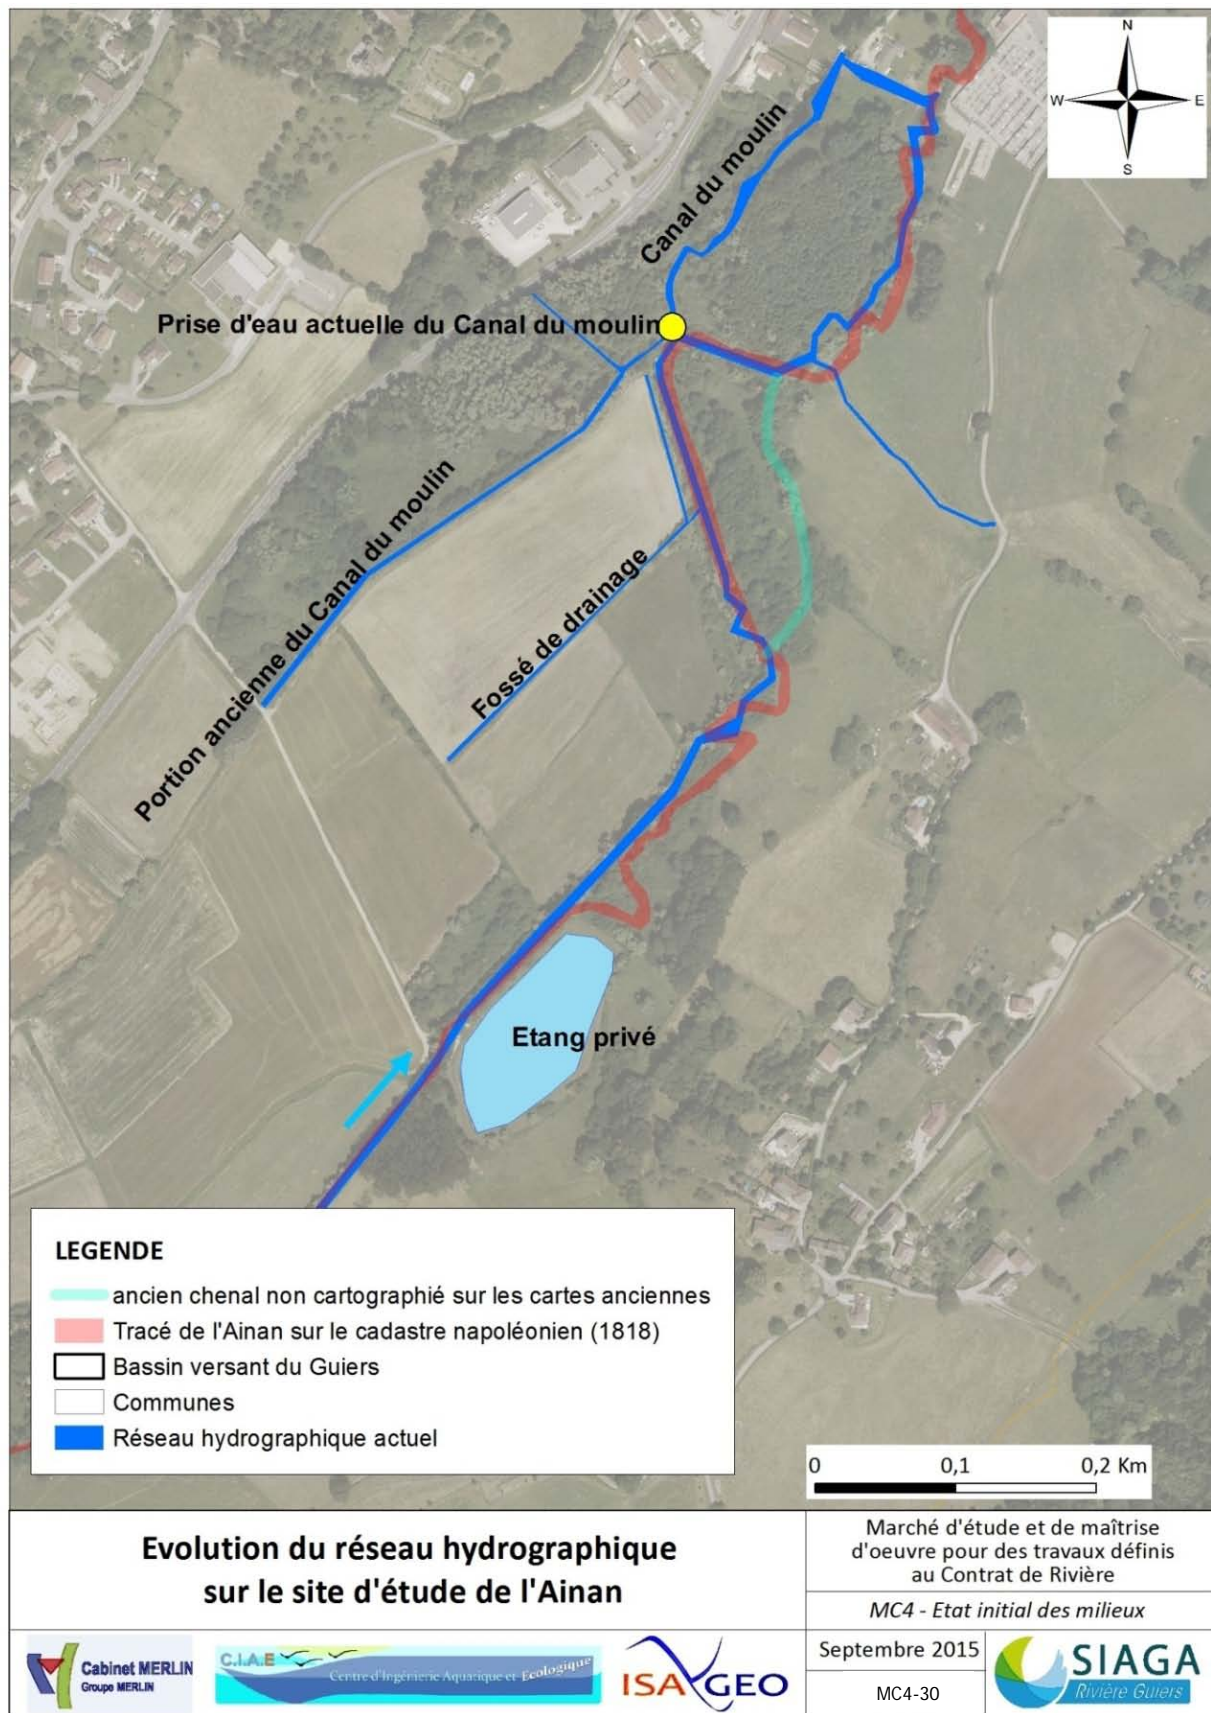 N
W
E
S
Canal du moulin
Prise d'eau actuelle du Canal du moulin
Portion ancienne du Canal du moulin
Fossé de drainage
Etang privé
LEGENDE
ancien chenal non cartographié sur les cartes anciennes
Tracé de l'Ainan sur le cadastre napoléonien (1818)
Bassin versant du Guiers
Communes
Réseau hydrographique actuel
0 0,1 0,2 Km
Evolution du réseau hydrographique
sur le site d'étude de l'Ainan
Marché d'étude et de maîtrise
d'oeuvre pour des travaux définis
au Contrat de Rivière
MC4 - Etat initial des milieux
Septembre 2015
MC4-30
Cabinet MERLIN
Groupe MERLIN
C.I.A.E
Centre d'Ingénierie Aquatique et Ecologique
ISA GEO
SIAGA
Rivière Guiers